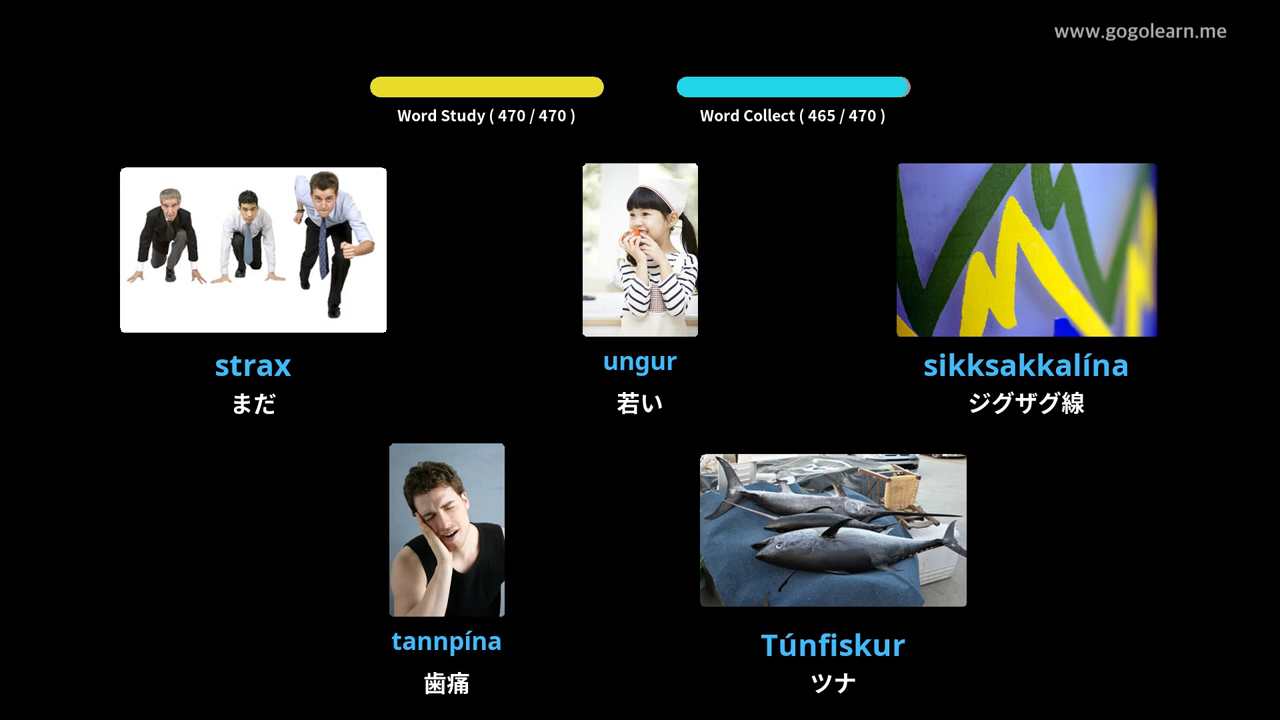 www.gogolearn.me
Word Study ( 470 / 470 )
Word Collect ( 465 / 470 )
strax
まだ
ungur
若い
sikksakkalína
ジグザグ線
tannpína
歯痛
Túnfiskur
ツナ